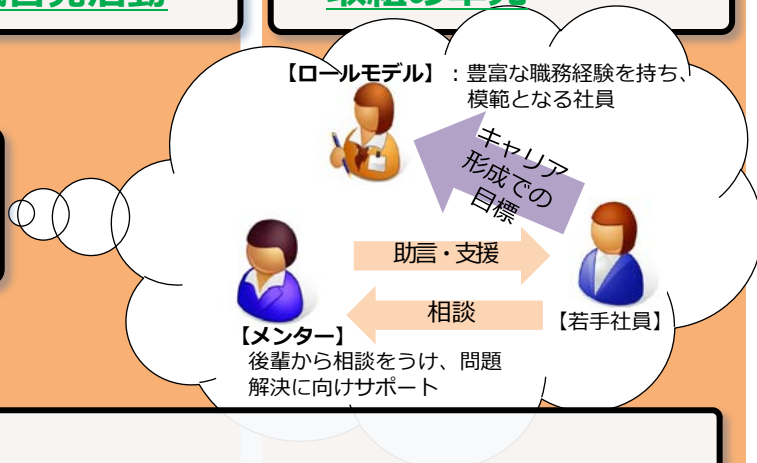 【ロールモデル】：豊富な職務経験を持ち、
模範となる社員
キャリア
形成での
目標
助言・支援
相談
【若手社員】
【メンター】
後輩から相談をうけ、問題
解決に向けサポート